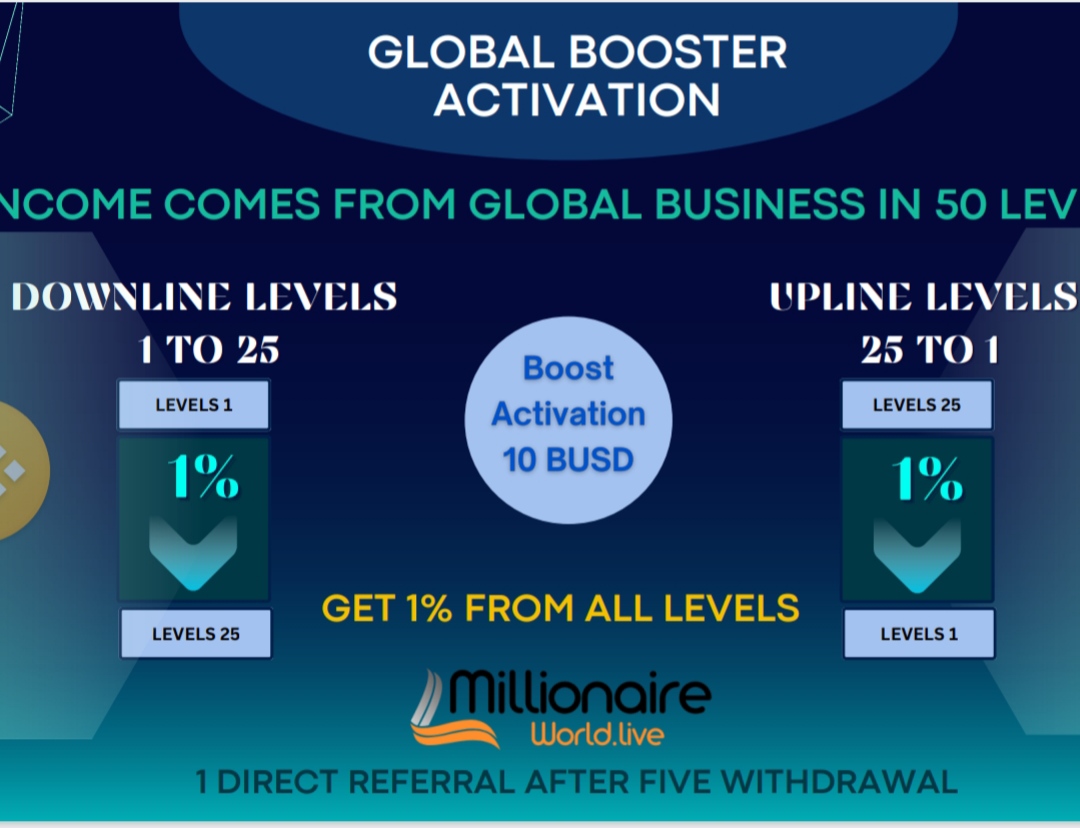 GLOBAL BOOSTER
ACTIVATION
NCOME COMES FROM GLOBAL BUSINESS IN 50 LEV
DOWNLINE LEVELS
1 TO 25
UPLINE LEVELS
25 TO 1
LEVELS 1
1%
LEVELS 25
Boost
Activation
10 BUSD
LEVELS 25
1%
LEVELS 1
GET 1% FROM ALL LEVELS
Millionaire
World.live
1 DIRECT REFERRAL AFTER FIVE WITHDRAWAL